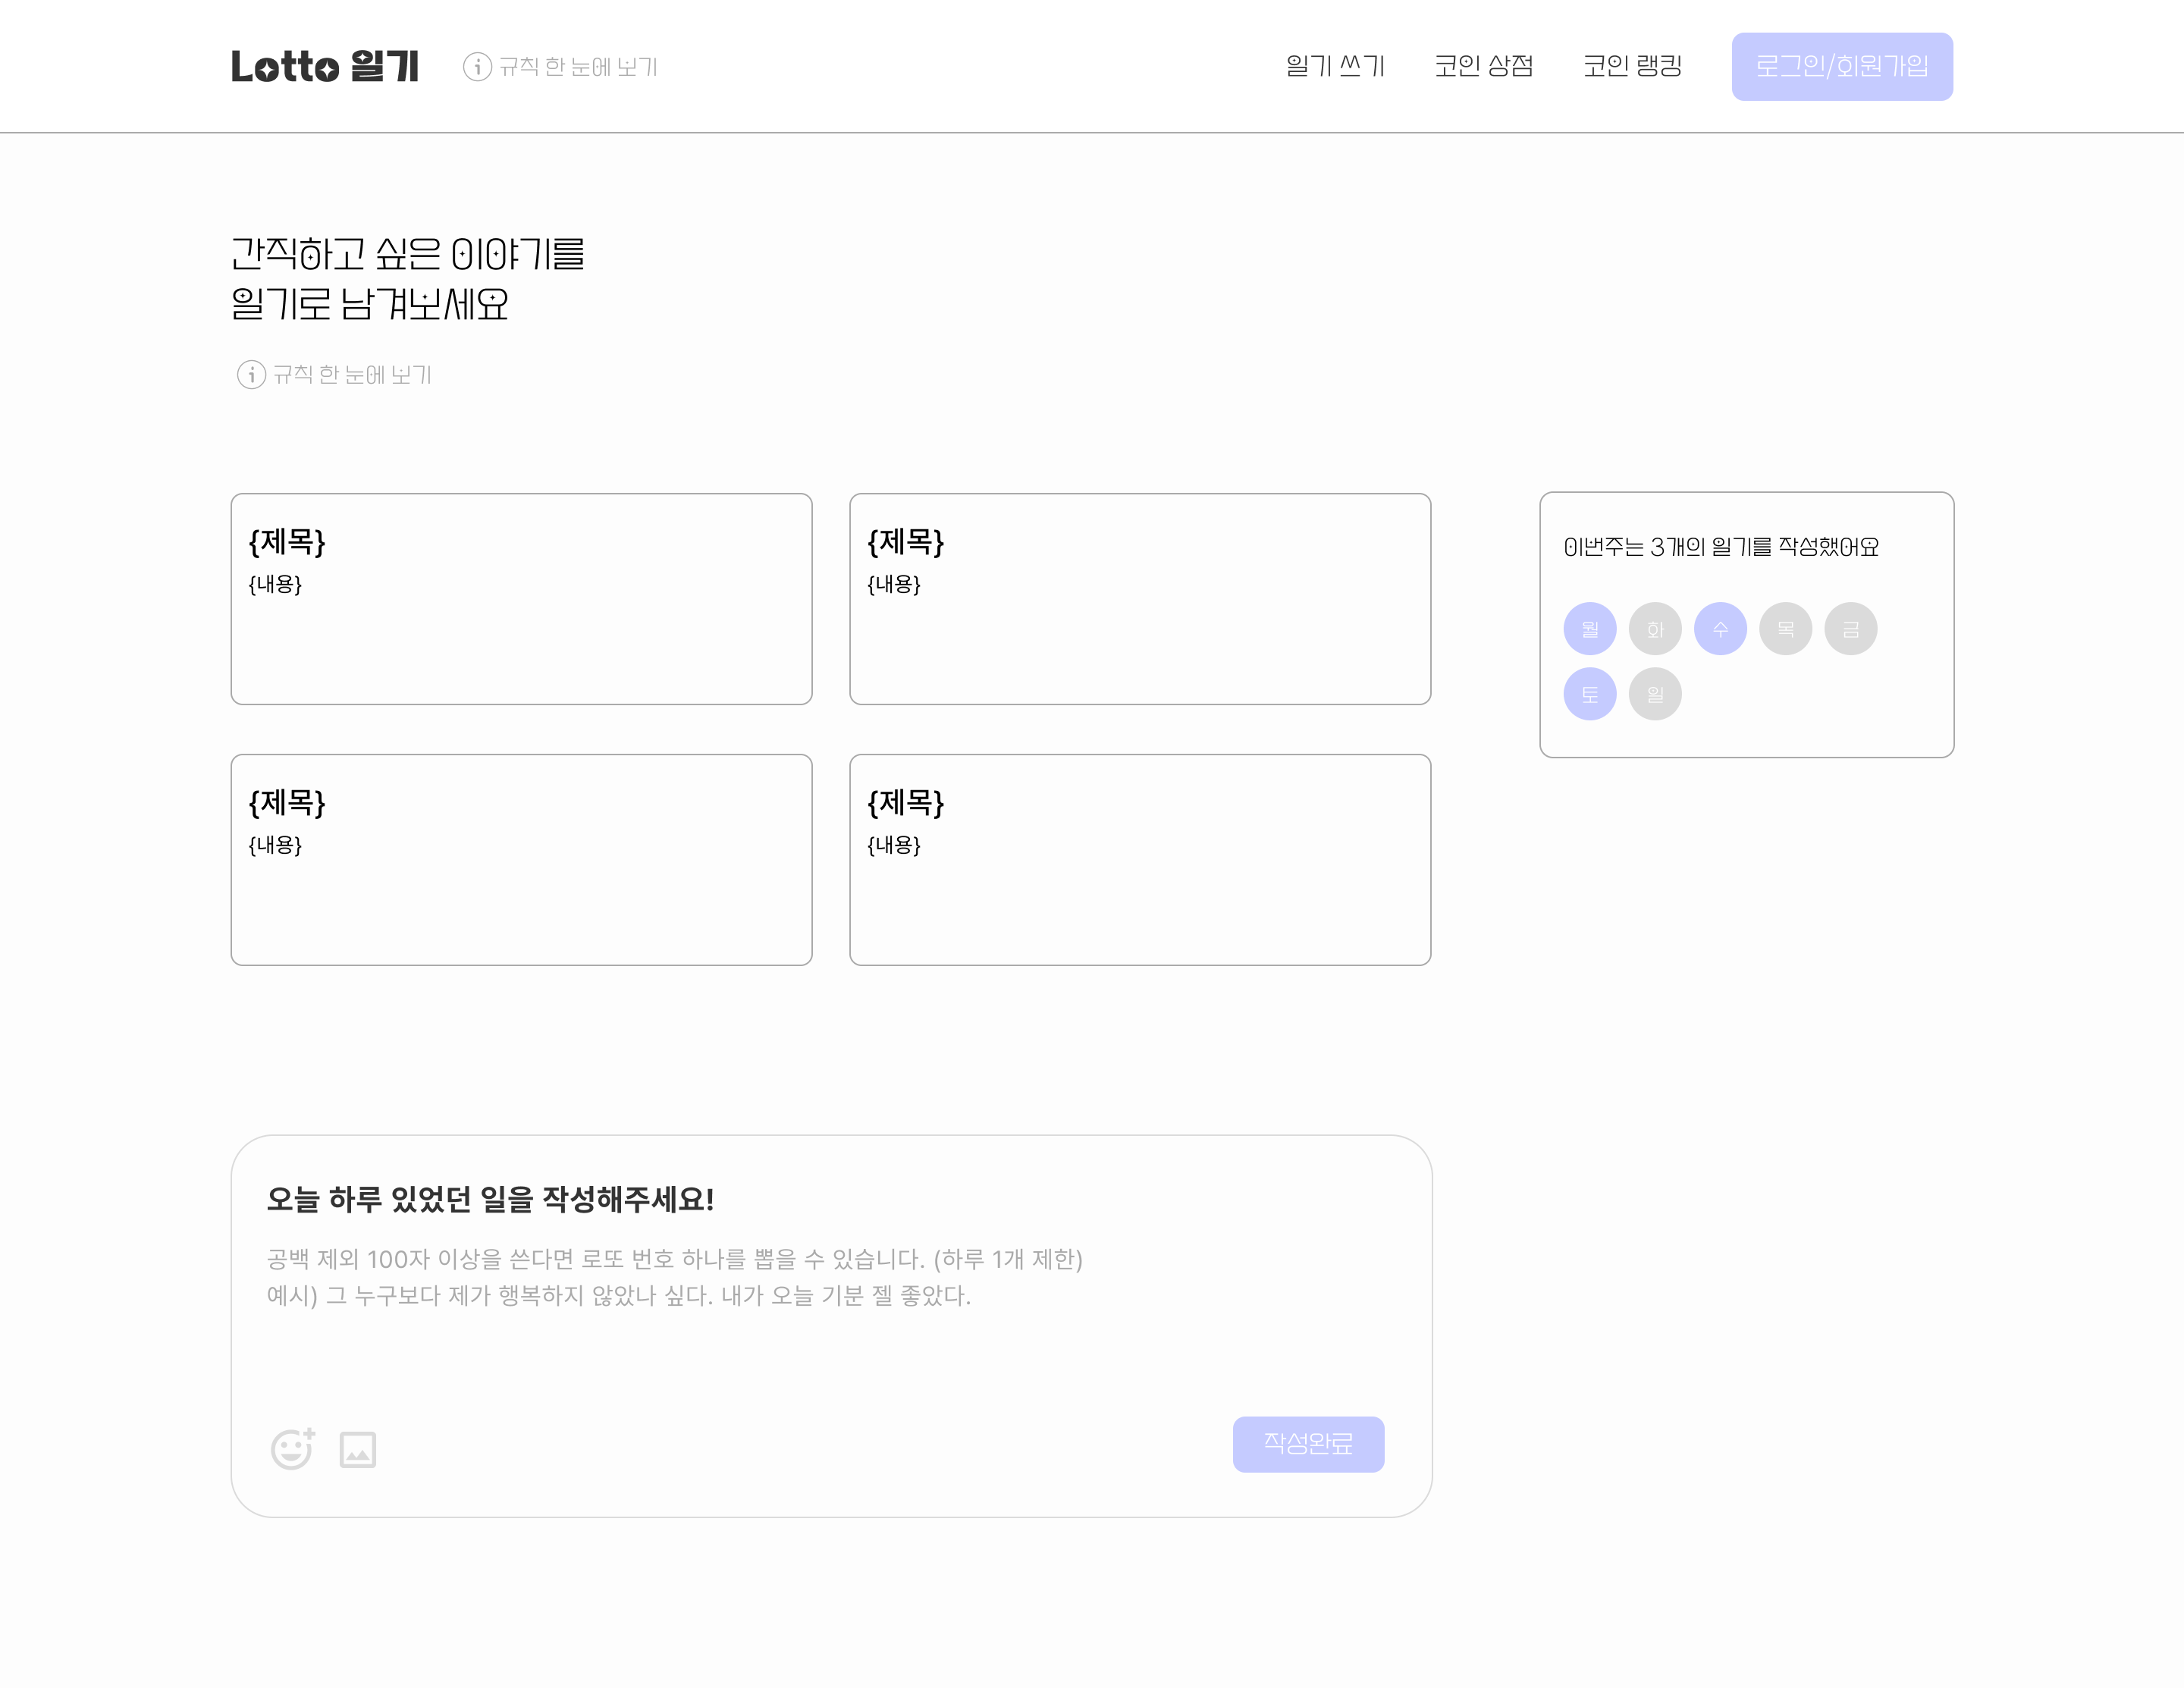 Lotto 일기
규칙 한 눈에 보기
일기 쓰기
코인 상점
코인 랭킹
로그인/회원가입
간직하고 싶은 이야기를
일기로 남겨보세요
규칙 한 눈에 보기
{제목}
{내용}
{제목}
{내용}
이번주는 3개의 일기를 작성했어요
월 화 수 목 금
토 일
{제목}
{내용}
{제목}
{내용}
오늘 하루 있었던 일을 작성해주세요!
공백 제외 100자 이상을 쓴다면 로또 번호 하나를 뽑을 수 있습니다. (하루 1개 제한)
예시) 그 누구보다 제가 행복하지 않았나 싶다. 내가 오늘 기분 젤 좋았다.
작성완료